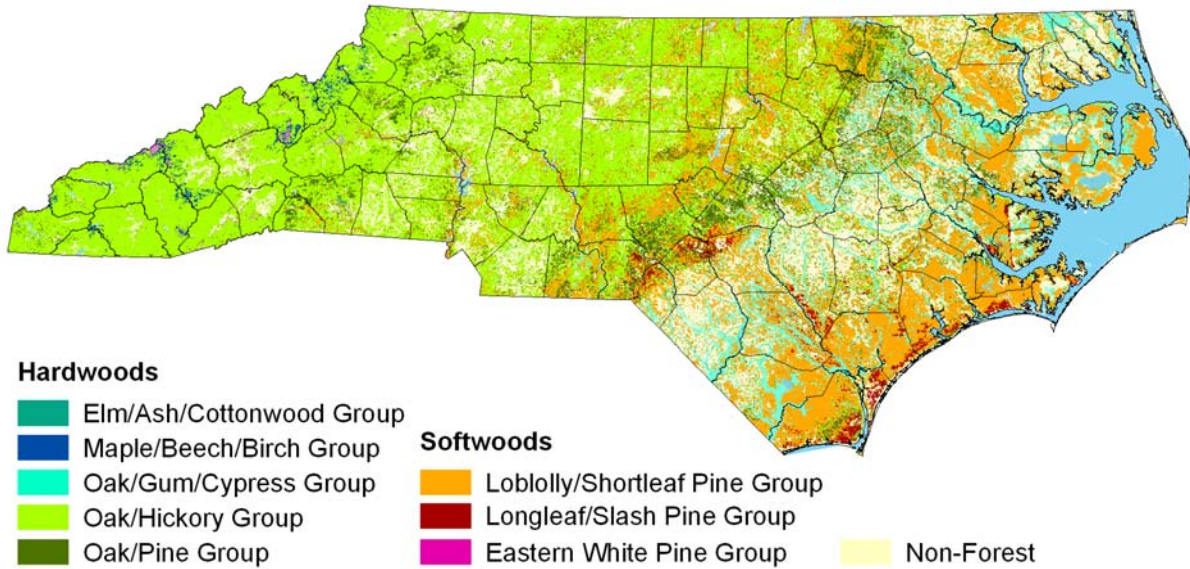 Hardwoods
Elm/Ash/Cottonwood Group
Maple/Beech/Birch Group
Oak/Gum/Cypress Group
Oak/Hickory Group
Oak/Pine Group
Softwoods
Loblolly/Shortleaf Pine Group
Longleaf/Slash Pine Group
Eastern White Pine Group
Non-Forest